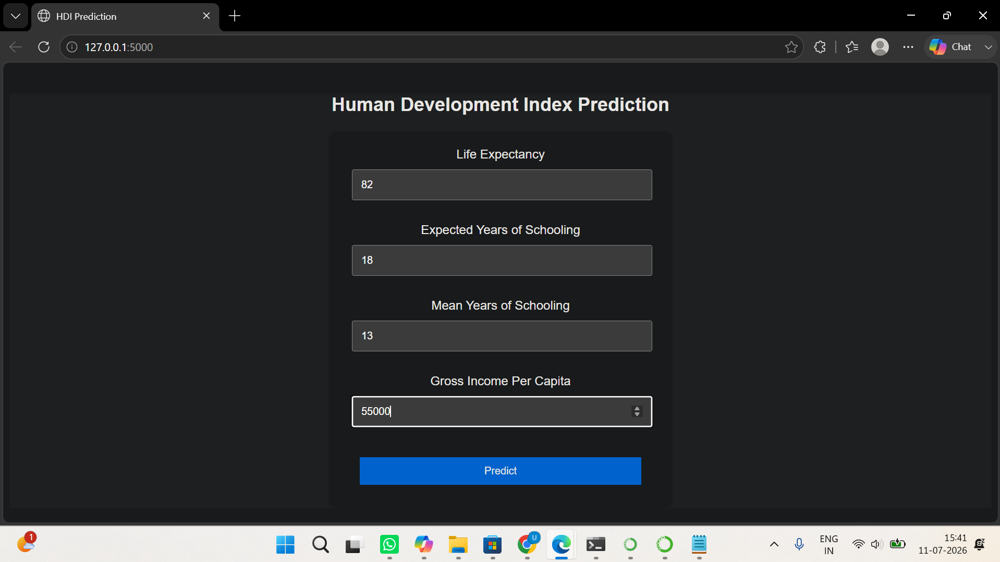 HDI Prediction
127.0.0.1:5000
Chat
Human Development Index Prediction
Life Expectancy
82
Expected Years of Schooling
18
Mean Years of Schooling
13
Gross Income Per Capita
55000
Predict
1
U
ENG
IN
15:41
11-07-2026